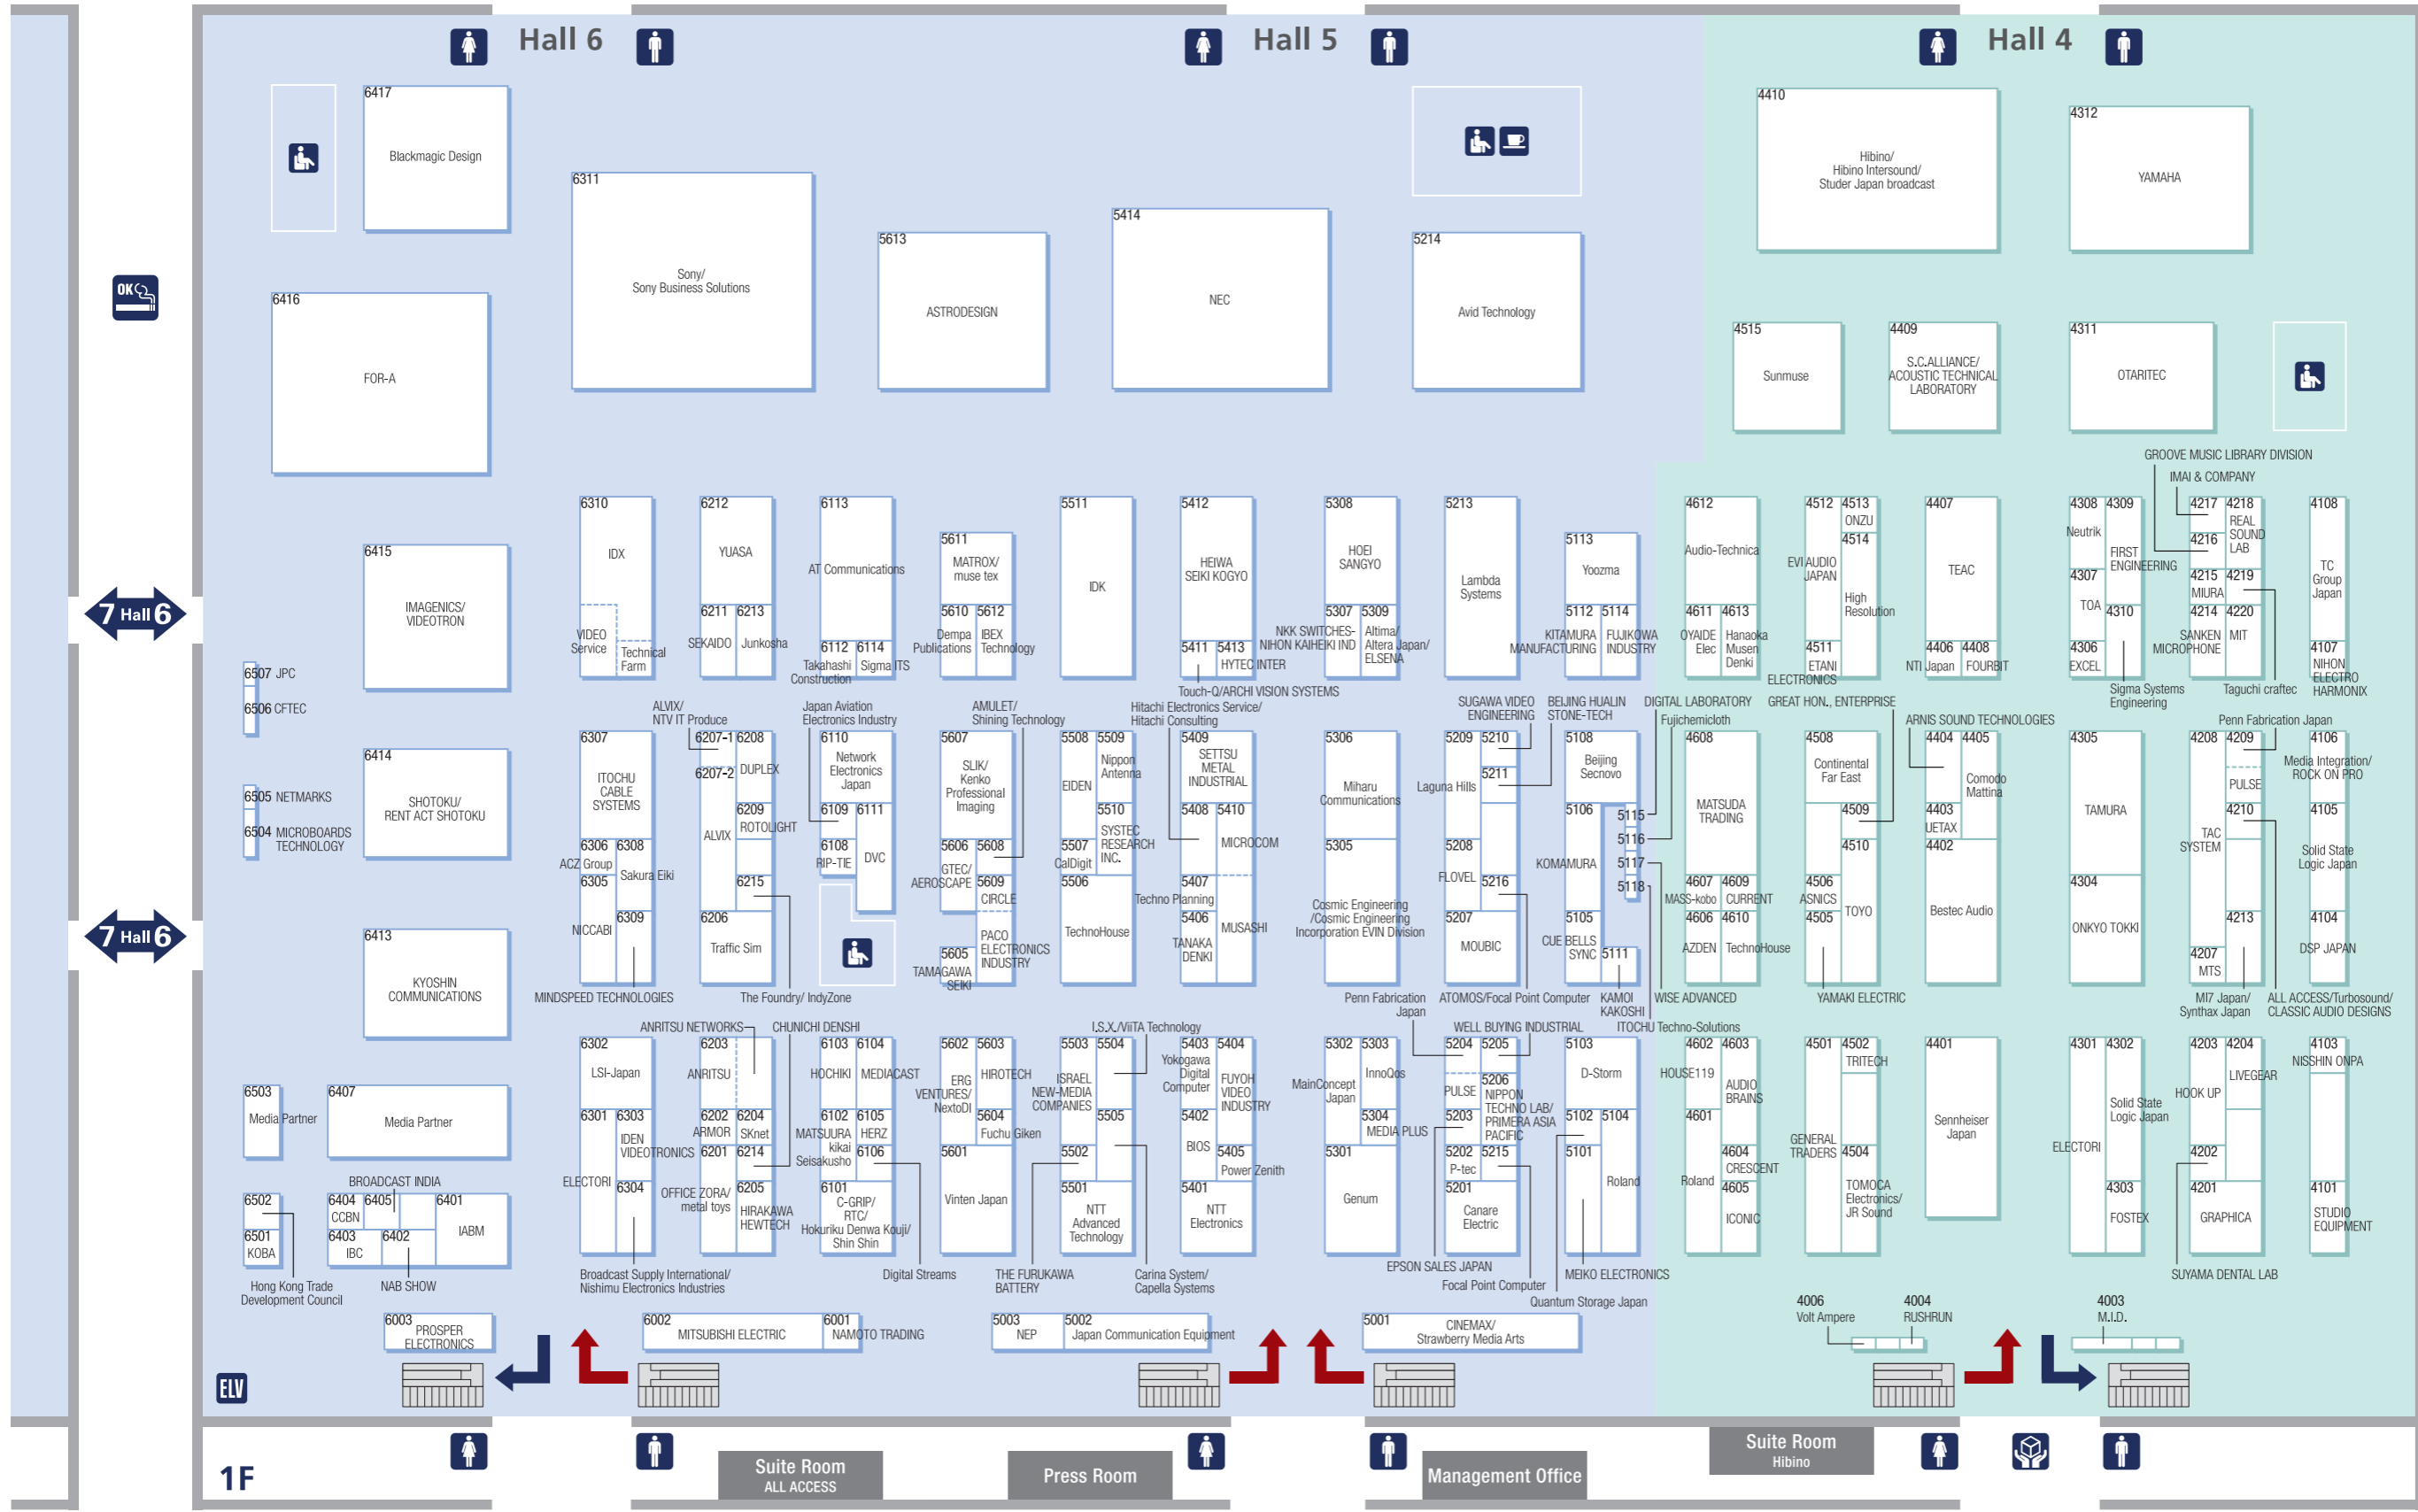 Hall 6
Hall 5
Hall 4
6417
Blackmagic Design
6311
Sony/
Sony Business Solutions
5613
ASTRODESIGN
5414
NEC
5214
Avid Technology
4410
Hibino/
Hibino Intersound/
Studer Japan broadcast
4312
YAMAHA
OK
6416
FOR-A
4515
Sunmuse
4409
S.C.ALLIANCE/
ACOUSTIC TECHNICAL
LABORATORY
4311
OTARITEC
GROOVE MUSIC LIBRARY DIVISION
IMAI & COMPANY
6415
IMAGENICS/
VIDEOTRON
7 Hall 6
6310
IDX
VIDEO
Service
Technical
Farm
6212
YUASA
6211
SEKAIDO
6213
Junkosha
6113
AT Communications
6112
Takahashi
Construction
6114
Sigma ITS
5611
MATROX/
muse tex
5610
Dempa
Publications
5612
IBEX
Technology
5511
IDK
5412
HEIWA
SEIKI KOGYO
5411
5413
HYTEC INTER
Touch-Q/ARCHI VISION SYSTEMS
5308
HOEI
SANGYO
5307
NKK SWITCHES-
NIHON KAIHEIKI IND
5309
Altima/
Altera Japan/
ELSENA
5213
Lambda
Systems
5113
Yoozma
5112
KITAMURA
MANUFACTURING
5114
FUJIKOWA
INDUSTRY
4612
Audio-Technica
4611
OYAIDE
Elec
4613
Hanaoka
Musen
Denki
4512
EVI AUDIO
JAPAN
4513
ONZU
4514
High
Resolution
4511
ETANI
ELECTRONICS
4407
TEAC
4406
NTI Japan
4408
FOURBIT
4308
Neutrik
4309
FIRST
ENGINEERING
4307
TOA
4310
4306
EXCEL
Sigma Systems
Engineering
4217
4218
REAL
SOUND
LAB
4216
4215
MIURA
4219
4214
SANKEN
MICROPHONE
4220
MIT
Taguchi craftec
4108
TC
Group
Japan
4107
NIHON
ELECTRO
HARMONIX
6507 JPC
6506 CFTEC
6414
SHOTOKU/
RENT ACT SHOTOKU
6505 NETMARKS
6504 MICROBOARDS
TECHNOLOGY
7 Hall 6
6413
KYOSHIN
COMMUNICATIONS
6307
ITOCHU
CABLE
SYSTEMS
6306
ACZ Group
6308
Sakura Eiki
6305
NICCABI
6309
MINDSPEED TECHNOLOGIES
ALVIX/
NTV IT Produce
6207-1
6208
DUPLEX
6207-2
ALVIX
6209
ROTOLIGHT
6215
6206
Traffic Sim
The Foundry/ IndyZone
Japan Aviation
Electronics Industry
6110
Network
Electronics
Japan
6109
6111
DVC
6108
RIP-TIE
AMULET/
Shining Technology
5607
SLIK/
Kenko
Professional
Imaging
5606
GTEC/
AEROSCAPE
5608
5609
CIRCLE
PACO
ELECTRONICS
INDUSTRY
5605
TAMAGAWA
SEIKI
5508
EIDEN
5509
Nippon
Antenna
5510
SYSTEC
RESEARCH
INC.
5507
CalDigit
5506
TechnoHouse
Hitachi Electronics Service/
Hitachi Consulting
5409
SETTSU
METAL
INDUSTRIAL
5408
5410
MICROCOM
5407
Techno Planning
5406
TANAKA
DENKI
MUSASHI
5306
Miharu
Communications
5305
Cosmic Engineering
/Cosmic Engineering
Incorporation EVIN Division
SUGAWA VIDEO
ENGINEERING
BEIJING HUALIN
STONE-TECH
5209
Laguna Hills
5210
5211
5208
FLOVEL
5216
5207
MOUBIC
ATOMOS/Focal Point Computer
5108
Beijing
Secnovo
5106
KOMAMURA
5105
CUE BELLS
SYNC
5111
KAMOI
KAKOSHI
5115
5116
5117
5118
DIGITAL LABORATORY
Fujichemicloth
WISE ADVANCED
ITOCHU Techno-Solutions
4608
MATSUDA
TRADING
4607
MASS-kobo
4609
CURRENT
4606
AZDEN
4610
TechnoHouse
GREAT HON., ENTERPRISE
4508
Continental
Far East
4509
4510
TOYO
4506
ASNICS
4505
YAMAKI ELECTRIC
ARNIS SOUND TECHNOLOGIES
4404
4405
Comodo
Mattina
4403
UETAX
4402
Bestec Audio
4305
TAMURA
4304
ONKYO TOKKI
Penn Fabrication Japan
4208
TAC
SYSTEM
4209
PULSE
4210
4213
4207
MTS
MI7 Japan/
Synthax Japan
ALL ACCESS/Turbosound/
CLASSIC AUDIO DESIGNS
4106
Media Integration/
ROCK ON PRO
4105
Solid State
Logic Japan
4104
DSP JAPAN
6503
Media Partner
6407
Media Partner
BROADCAST INDIA
6502
6501
KOBA
Hong Kong Trade
Development Council
6404
CCBN
6405
6401
IABM
6403
IBC
6402
NAB SHOW
6302
LSI-Japan
6301
ELECTORI
6303
IDEN
VIDEOTRONICS
6304
Broadcast Supply International/
Nishimu Electronics Industries
ANRITSU NETWORKS
6203
ANRITSU
6202
ARMOR
6204
SKnet
6201
OFFICE ZORA/
metal toys
6214
6205
HIRAKAWA
HEWTECH
CHUNICHI DENSHI
6103
HOCHIKI
6104
MEDIACAST
6102
MATSUURA
kikai
Seisakusho
6105
HERZ
6106
6101
C-GRIP/
RTC/
Hokuriku Denwa Kouji/
Shin Shin
Digital Streams
5602
ERG
VENTURES/
NextoDI
5603
HIROTECH
5604
Fuchu Giken
5601
Vinten Japan
I.S.X./ViiTA Technology
5503
ISRAEL
NEW-MEDIA
COMPANIES
5504
5505
5502
5501
NTT
Advanced
Technology
THE FURUKAWA
BATTERY
Carina System/
Capella Systems
5403
Yokogawa
Digital
Computer
5404
FUYOH
VIDEO
INDUSTRY
5402
BIOS
5405
Power Zenith
5401
NTT
Electronics
5302
MainConcept
Japan
5303
InnoQos
5304
MEDIA PLUS
5301
Genum
Penn Fabrication
Japan
WELL BUYING INDUSTRIAL
5204
PULSE
5205
5206
NIPPON
TECHNO LAB/
PRIMERA ASIA
PACIFIC
5203
5202
P-tec
5215
5201
Canare
Electric
EPSON SALES JAPAN
Focal Point Computer
5103
D-Storm
5102
5104
Roland
5101
MEIKO ELECTRONICS
Quantum Storage Japan
4602
HOUSE119
4603
AUDIO
BRAINS
4601
Roland
4604
CRESCENT
4605
ICONIC
4501
GENERAL
TRADERS
4502
TRITECH
4504
TOMOCA
Electronics/
JR Sound
4401
Sennheiser
Japan
4301
ELECTORI
4302
Solid State
Logic Japan
4303
FOSTEX
4203
HOOK UP
4204
LIVEGEAR
4202
4201
GRAPHICA
SUYAMA DENTAL LAB
4103
NISSHIN ONPA
4101
STUDIO
EQUIPMENT
6003
PROSPER
ELECTRONICS
6002
MITSUBISHI ELECTRIC
6001
NAMOTO TRADING
5003
NEP
5002
Japan Communication Equipment
5001
CINEMAX/
Strawberry Media Arts
4006
Volt Ampere
4004
RUSHRUN
4003
M.I.D.
ELV
1F
Suite Room
ALL ACCESS
Press Room
Management Office
Suite Room
Hibino